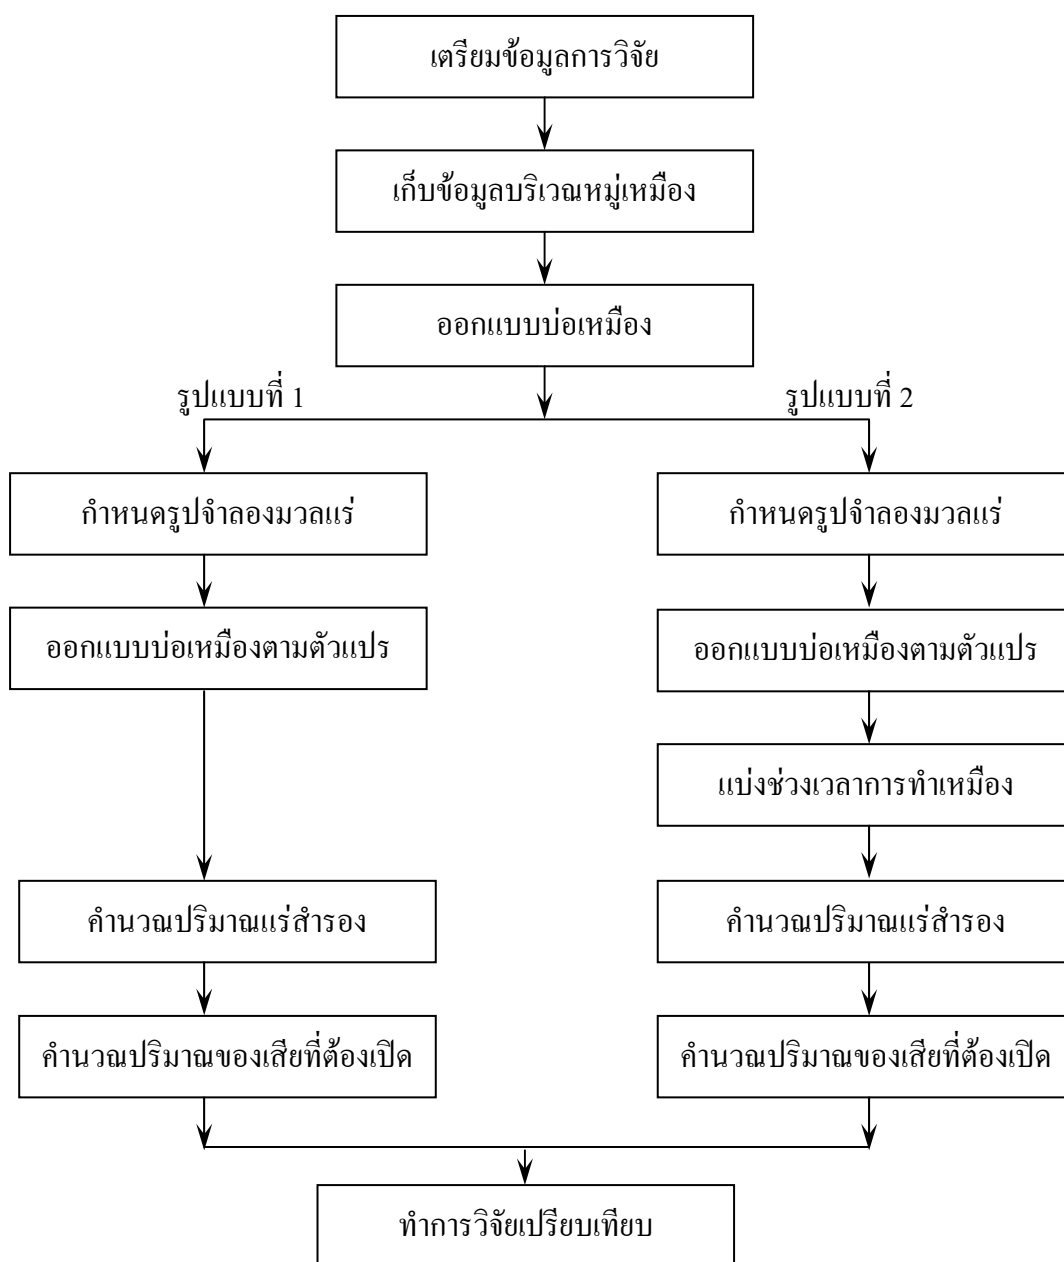 เตรียมข้อมูลการวิจัย
เก็บข้อมูลบริเวณหมู่เหมือง
ออกแบบบ่อเหมือง
รูปแบบที่ 1
รูปแบบที่ 2
กำหนดรูปจำลองมวลแร่
กำหนดรูปจำลองมวลแร่
ออกแบบบ่อเหมืองตามตัวแปร
ออกแบบบ่อเหมืองตามตัวแปร
แบ่งช่วงเวลาการทำเหมือง
คำนวณปริมาณแร่สำรอง
คำนวณปริมาณแร่สำรอง
คำนวณปริมาณของเสียที่ต้องเปิด
คำนวณปริมาณของเสียที่ต้องเปิด
ทำการวิจัยเปรียบเทียบ